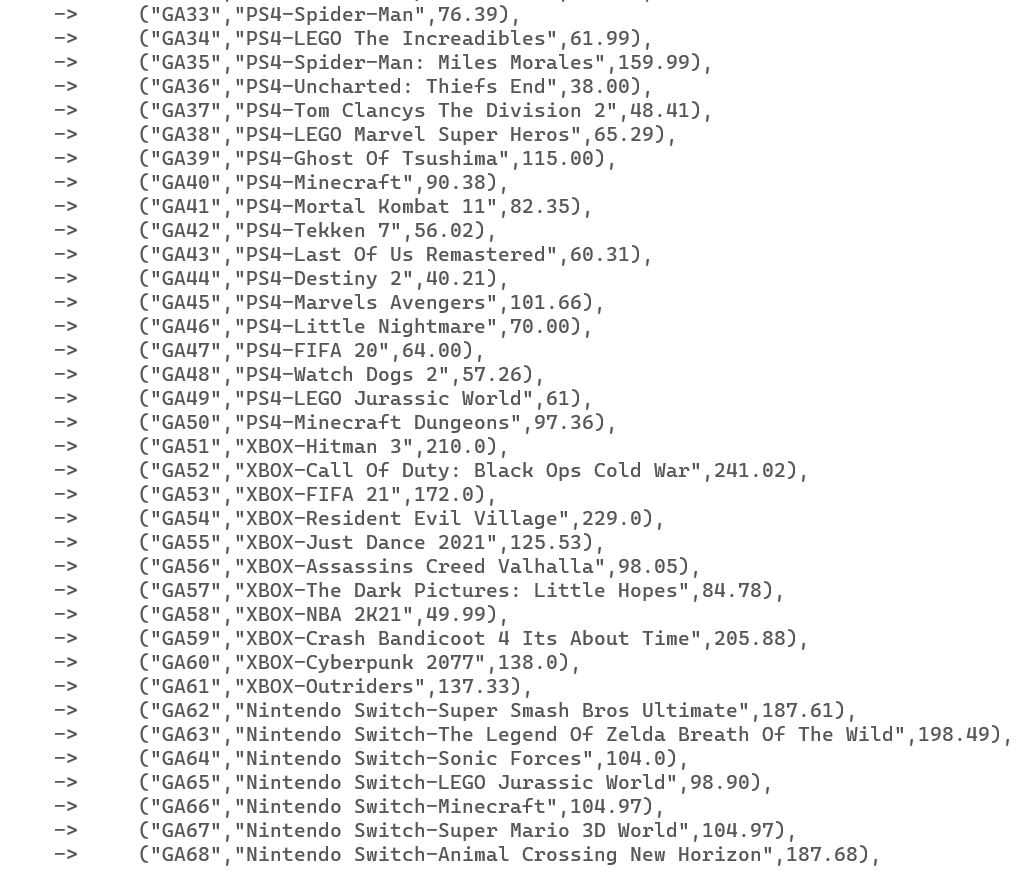 ->     ("GA33","PS4-Spider-Man",76.39),
->     ("GA34","PS4-LEGO The Increadibles",61.99),
->     ("GA35","PS4-Spider-Man: Miles Morales",159.99),
->     ("GA36","PS4-Uncharted: Thiefs End",38.00),
->     ("GA37","PS4-Tom Clancys The Division 2",48.41),
->     ("GA38","PS4-LEGO Marvel Super Heros",65.29),
->     ("GA39","PS4-Ghost Of Tsushima",115.00),
->     ("GA40","PS4-Minecraft",90.38),
->     ("GA41","PS4-Mortal Kombat 11",82.35),
->     ("GA42","PS4-Tekken 7",56.02),
->     ("GA43","PS4-Last Of Us Remastered",60.31),
->     ("GA44","PS4-Destiny 2",40.21),
->     ("GA45","PS4-Marvels Avengers",101.66),
->     ("GA46","PS4-Little Nightmare",70.00),
->     ("GA47","PS4-FIFA 20",64.00),
->     ("GA48","PS4-Watch Dogs 2",57.26),
->     ("GA49","PS4-LEGO Jurassic World",61),
->     ("GA50","PS4-Minecraft Dungeons",97.36),
->     ("GA51","XBOX-Hitman 3",210.0),
->     ("GA52","XBOX-Call Of Duty: Black Ops Cold War",241.02),
->     ("GA53","XBOX-FIFA 21",172.0),
->     ("GA54","XBOX-Resident Evil Village",229.0),
->     ("GA55","XBOX-Just Dance 2021",125.53),
->     ("GA56","XBOX-Assassins Creed Valhalla",98.05),
->     ("GA57","XBOX-The Dark Pictures: Little Hopes",84.78),
->     ("GA58","XBOX-NBA 2K21",49.99),
->     ("GA59","XBOX-Crash Bandicoot 4 Its About Time",205.88),
->     ("GA60","XBOX-Cyberpunk 2077",138.0),
->     ("GA61","XBOX-Outriders",137.33),
->     ("GA62","Nintendo Switch-Super Smash Bros Ultimate",187.61),
->     ("GA63","Nintendo Switch-The Legend Of Zelda Breath Of The Wild",198.49),
->     ("GA64","Nintendo Switch-Sonic Forces",104.0),
->     ("GA65","Nintendo Switch-LEGO Jurassic World",98.90),
->     ("GA66","Nintendo Switch-Minecraft",104.97),
->     ("GA67","Nintendo Switch-Super Mario 3D World",104.97),
->     ("GA68","Nintendo Switch-Animal Crossing New Horizon",187.68),